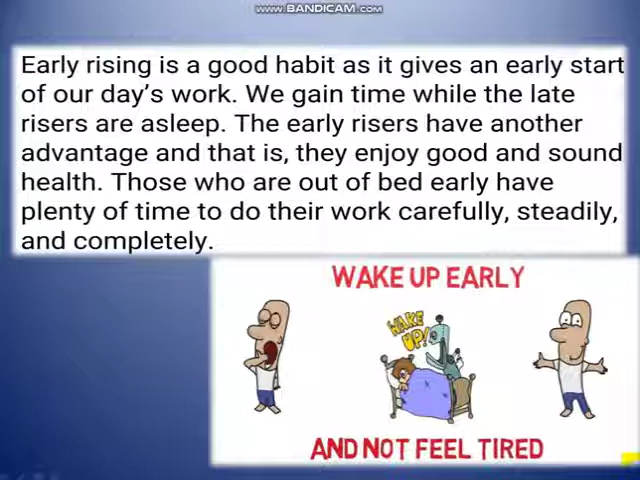 www.BANDICAM.com
Early rising is a good habit as it gives an early start
of our day's work. We gain time while the late
risers are asleep. The early risers have another
advantage and that is, they enjoy good and sound
health. Those who are out of bed early have
plenty of time to do their work carefully, steadily,
and completely.
WAKE UP EARLY
WAKE
UP!
AND NOT FEEL TIRED